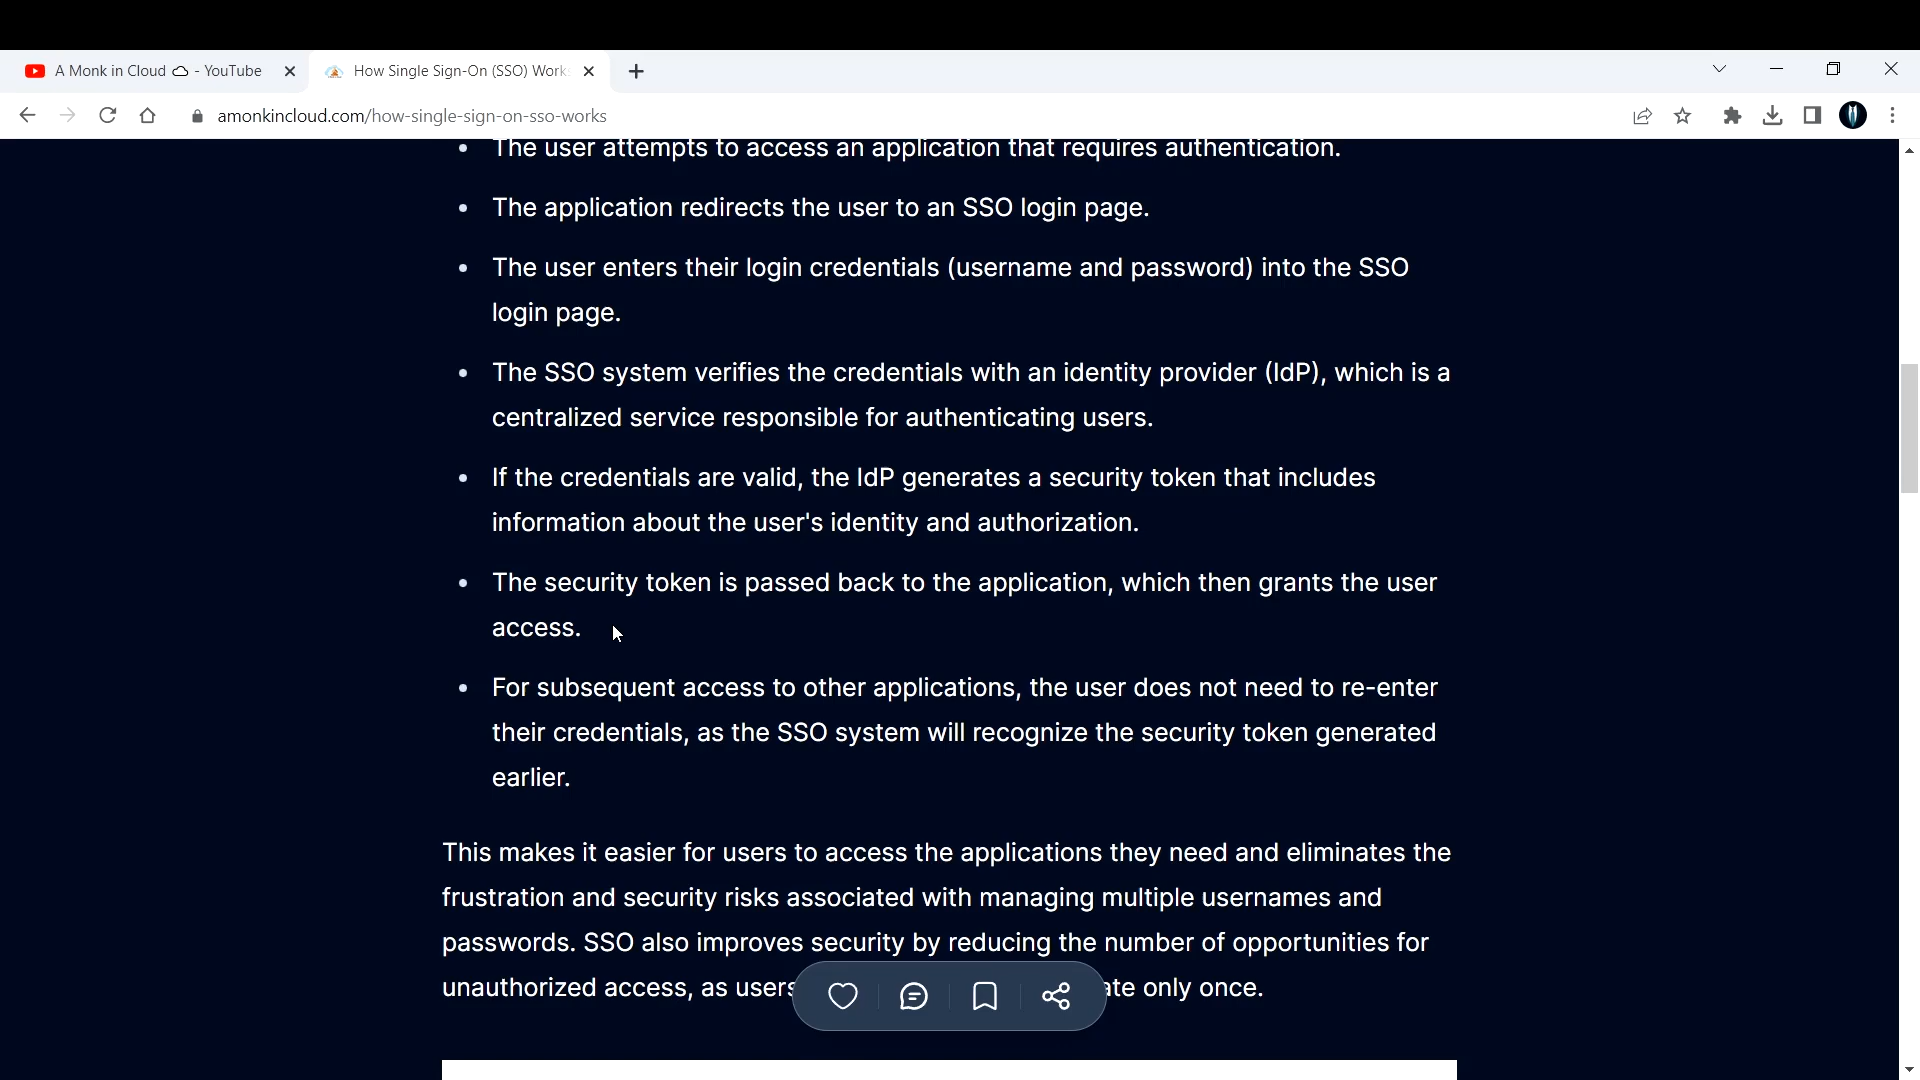 A Monk in Cloud - YouTube
How Single Sign-On (SSO) Work
amonkincloud.com/how-single-sign-on-sso-works
The user attempts to access an application that requires authentication.
The application redirects the user to an SSO login page.
The user enters their login credentials (username and password) into the SSO
login page.
The SSO system verifies the credentials with an identity provider (IdP), which is a
centralized service responsible for authenticating users.
If the credentials are valid, the IdP generates a security token that includes
information about the user's identity and authorization.
The security token is passed back to the application, which then grants the user
access.
For subsequent access to other applications, the user does not need to re-enter
their credentials, as the SSO system will recognize the security token generated
earlier.
This makes it easier for users to access the applications they need and eliminates the
frustration and security risks associated with managing multiple usernames and
passwords. SSO also improves security by reducing the number of opportunities for
unauthorized access, as users ate only once.